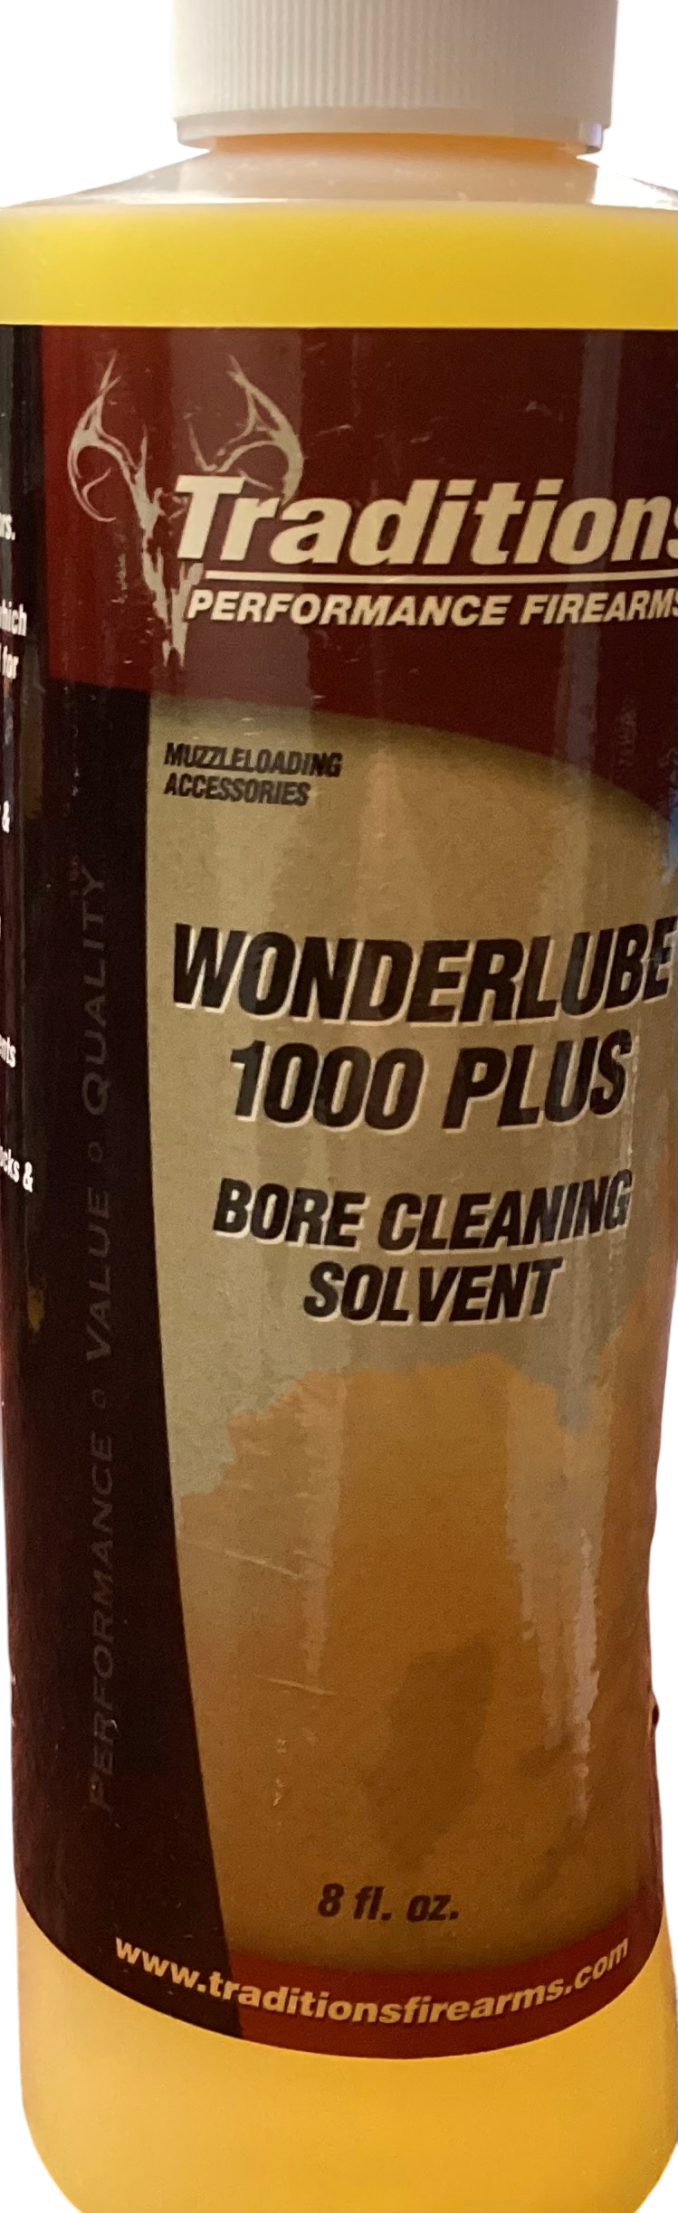 Traditions
PERFORMANCE FIREARMS
MUZZLELOADING
ACCESSORIES
WONDERLUBE
1000 PLUS
BORE CLEANING
SOLVENT
8 fl. oz.
www.traditionsfirearms.com
PERFORMANCE o VALUE o QUALITY
&
&